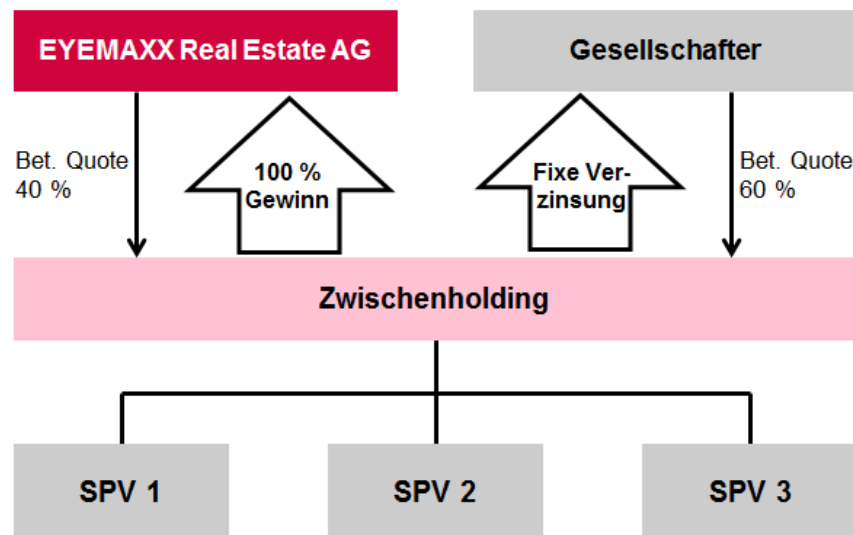 EYEMAXX Real Estate AG
Gesellschafter
Bet. Quote
40 %
100 %
Gewinn
Fixe Ver-
zinsung
Bet. Quote
60 %
Zwischenholding
SPV 1
SPV 2
SPV 3